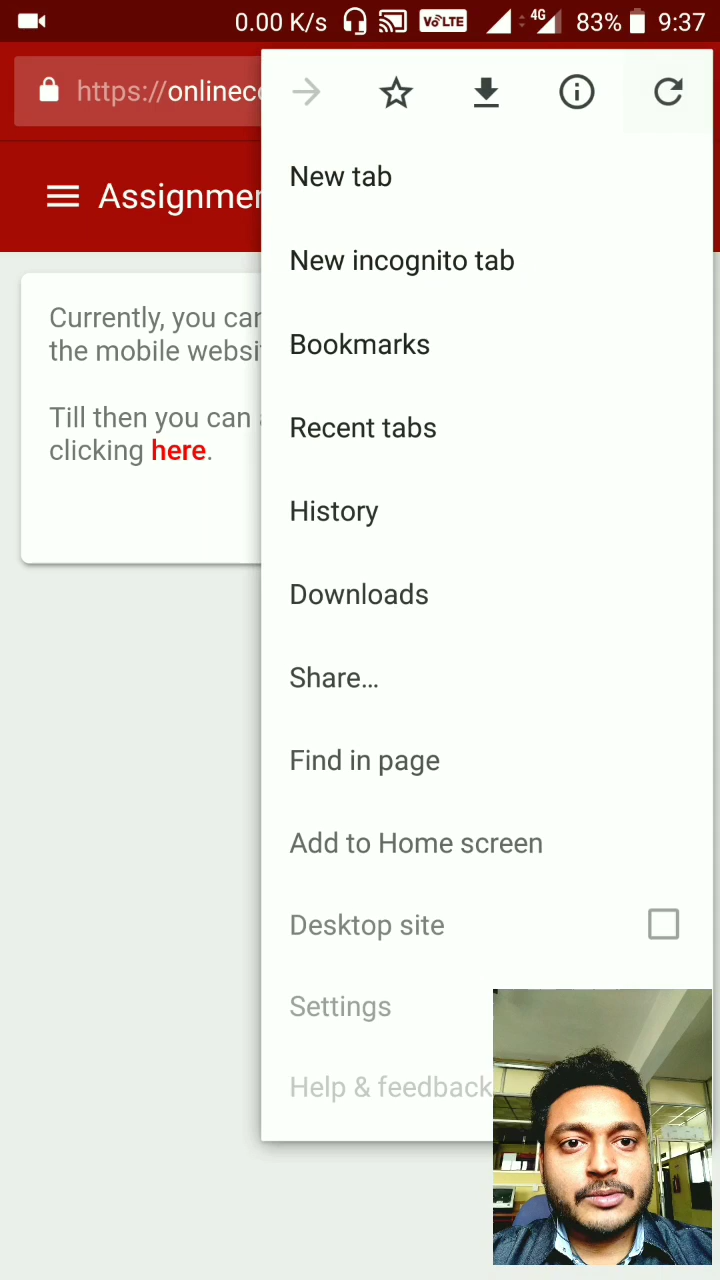 0.00 K/s VoLTE 4G 83% 9:37
https://onlinec
Assignmen
Currently, you can
the mobile websi
Till then you can
clicking here.
New tab
New incognito tab
Bookmarks
Recent tabs
History
Downloads
Share…
Find in page
Add to Home screen
Desktop site
Settings
Help & feedback